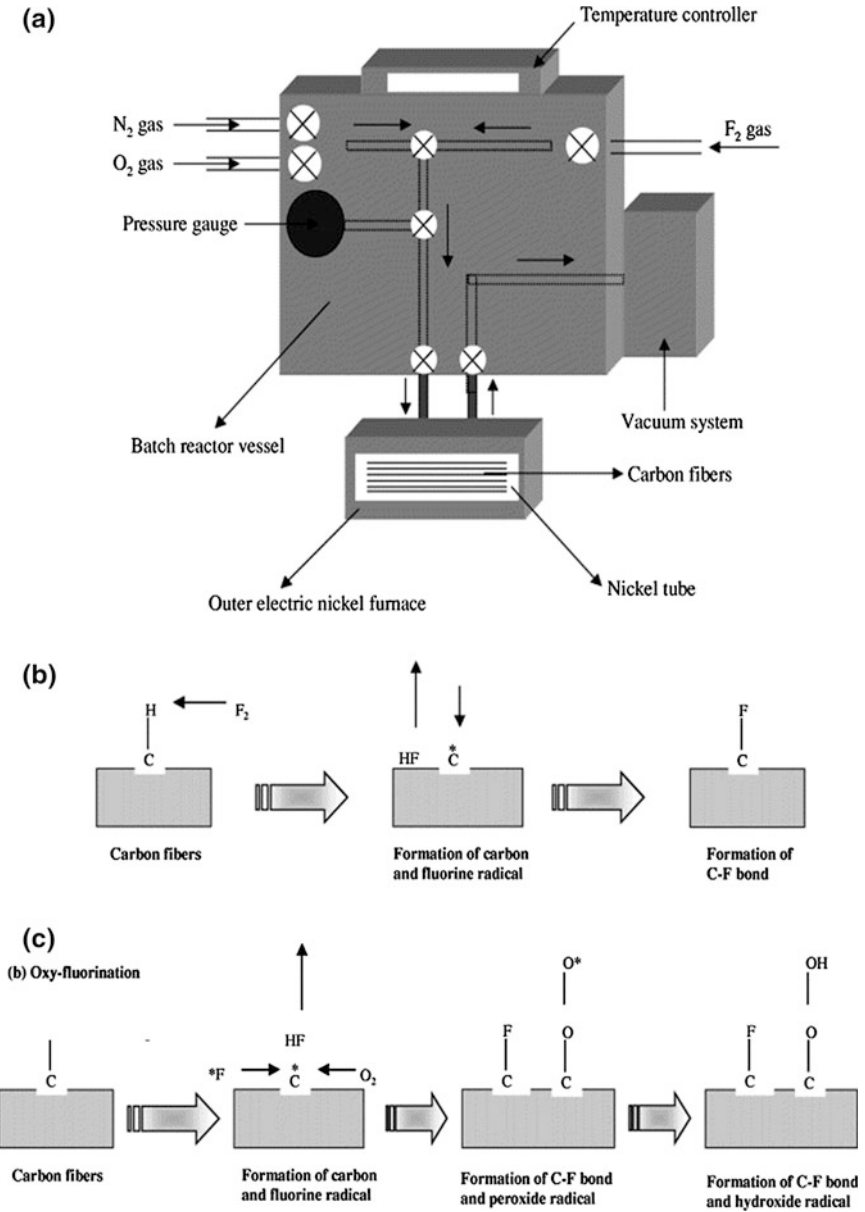 (a)
Temperature controller
N₂ gas
F₂ gas
O₂ gas
Pressure gauge
Vacuum system
Batch reactor vessel
Carbon fibers
Nickel tube
Outer electric nickel furnace
(b)
H
F₂
C
Carbon fibers
HF
*
C
Formation of carbon
and fluorine radical
F
C
Formation of
C-F bond
(c)
(b) Oxy-fluorination
C
Carbon fibers
HF
*F
*
C
O₂
Formation of carbon
and fluorine radical
O*
F
O
C
C
Formation of C-F bond
and peroxide radical
OH
F
O
C
C
Formation of C-F bond
and hydroxide radical